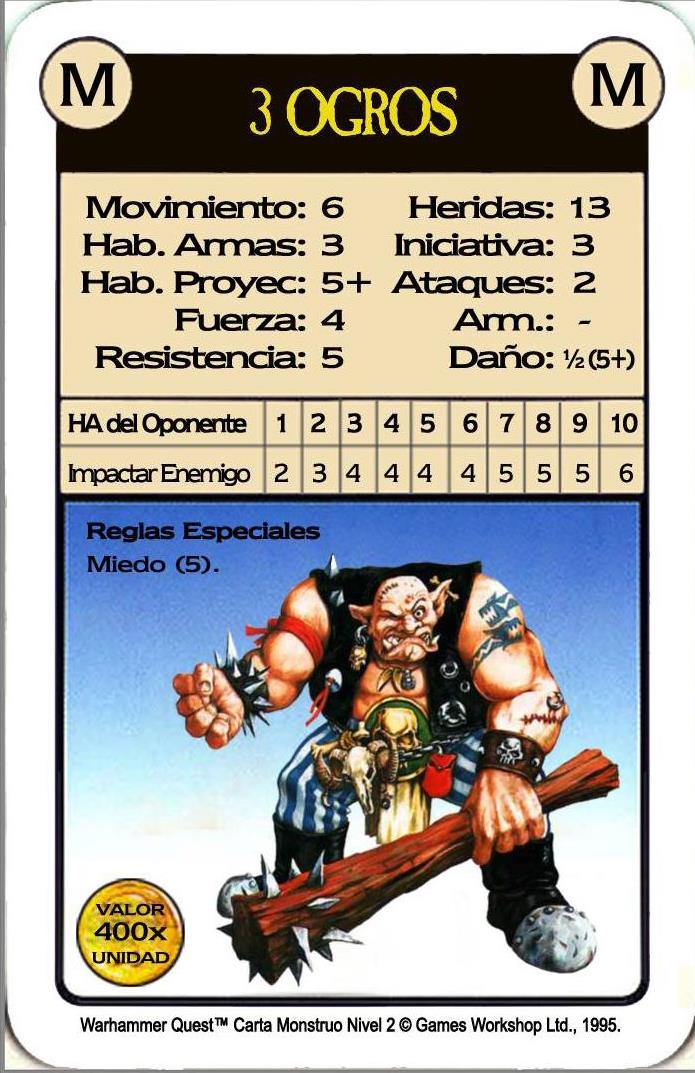 M 3 OGROS M
Movimiento: 6 Heridas: 13
Hab. Armas: 3 Iniciativa: 3
Hab. Proyec: 5+ Ataques: 2
Fuerza: 4 Arm.: -
Resistencia: 5 Daño: ½ (5+)
HA del Oponente 1 2 3 4 5 6 7 8 9 10
Impactar Enemigo 2 3 4 4 4 4 5 5 5 6
Reglas Especiales
Miedo (5).
VALOR
400x
UNIDAD
Warhammer Quest™ Carta Monstruo Nivel 2 © Games Workshop Ltd., 1995.